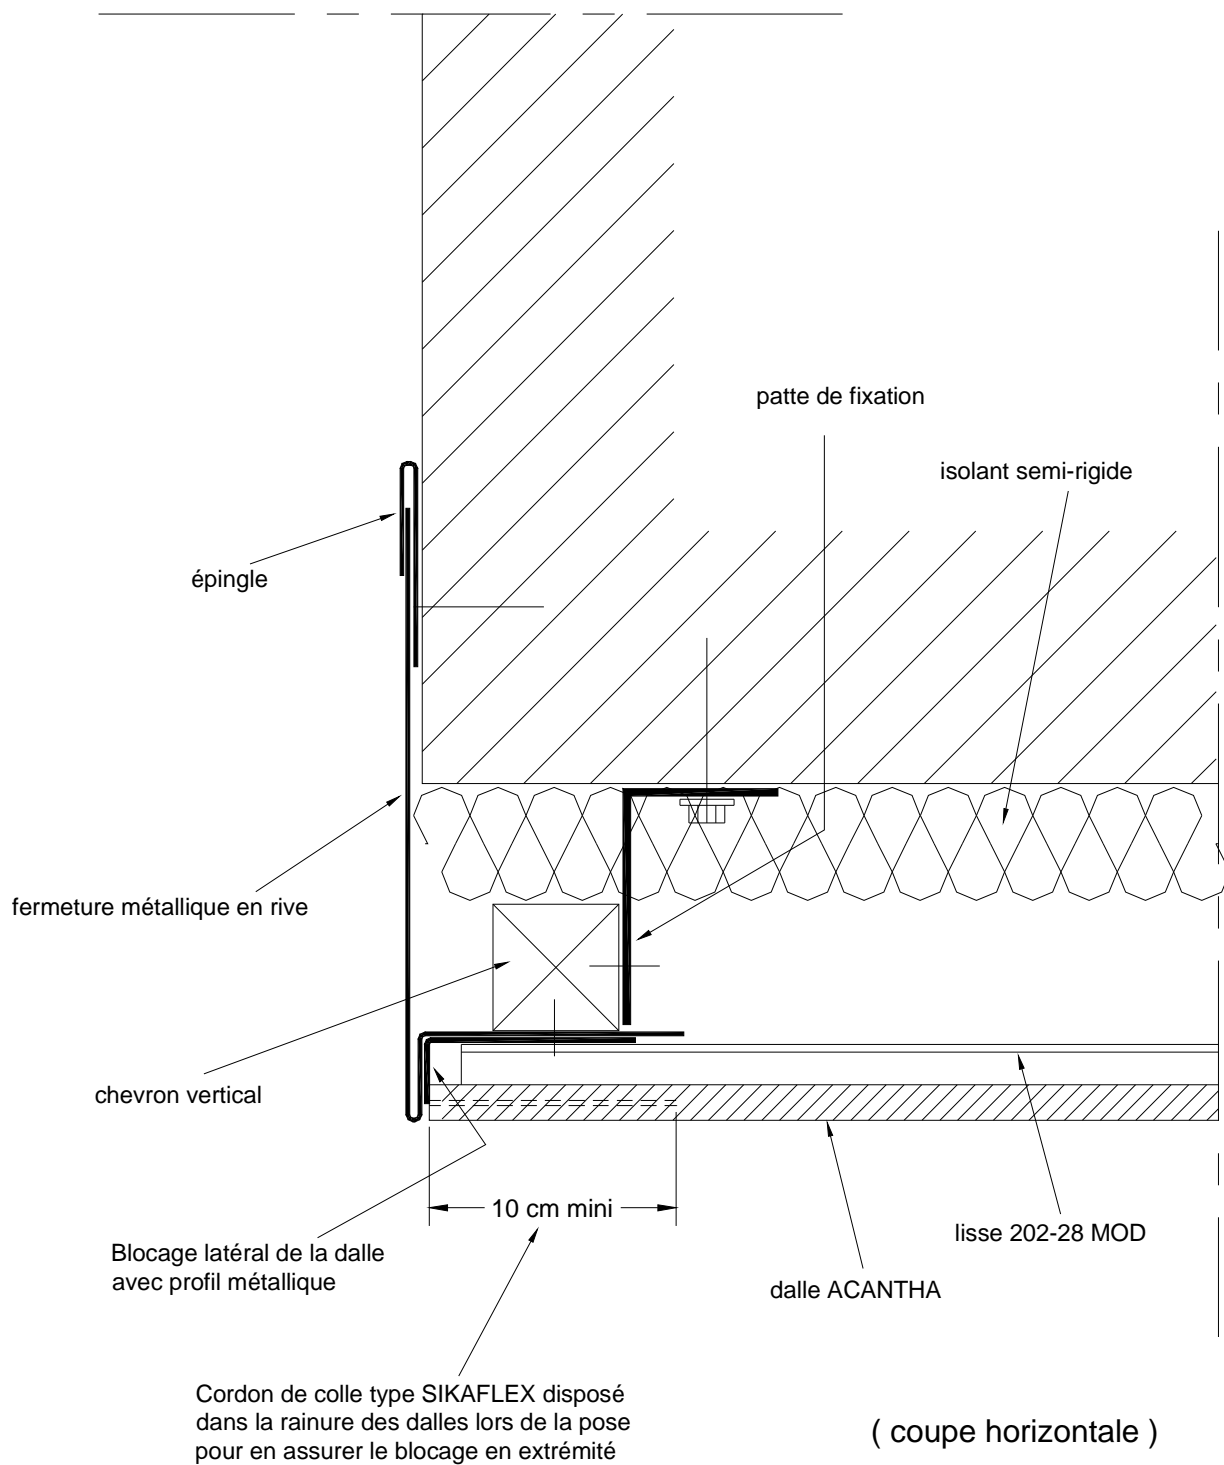 patte de fixation
isolant semi-rigide
épingle
fermeture métallique en rive
chevron vertical
10 cm mini
lisse 202-28 MOD
Blocage latéral de la dalle
avec profil métallique
dalle ACANTHA
Cordon de colle type SIKAFLEX disposé
dans la rainure des dalles lors de la pose
pour en assurer le blocage en extrémité
( coupe horizontale )